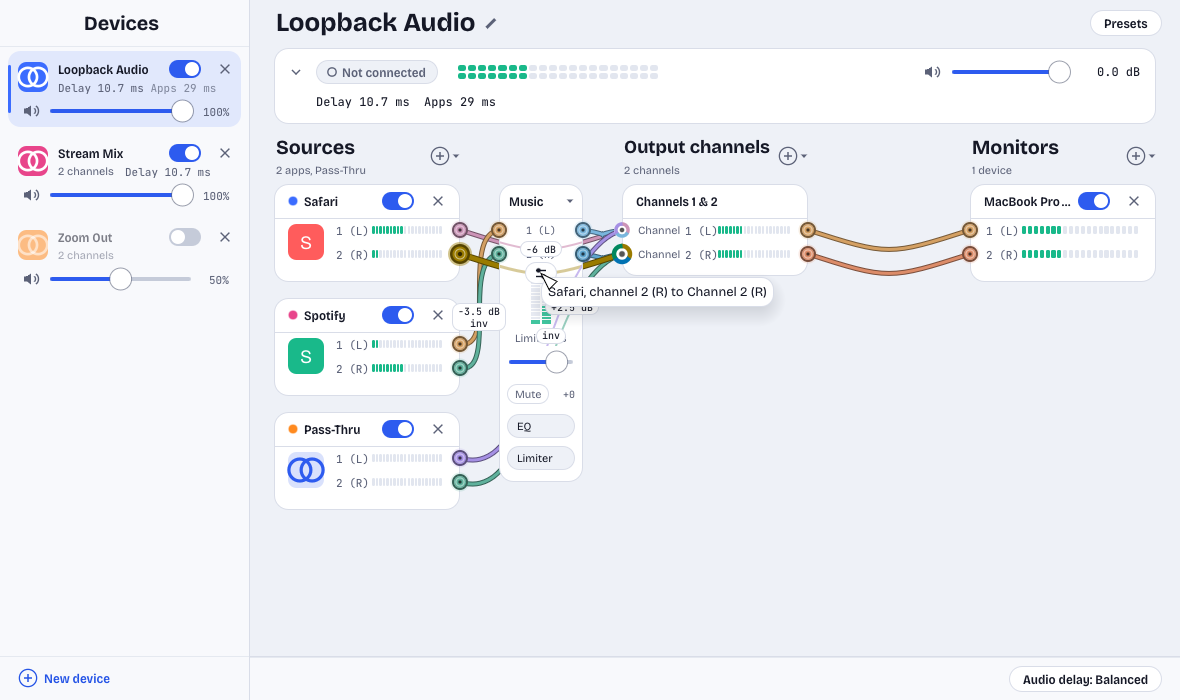 Devices
Loopback Audio
Delay 10.7 ms Apps 29 ms
100%
Stream Mix
2 channels Delay 10.7 ms
100%
Zoom Out
2 channels
50%
New device
Loopback Audio
Presets
Not connected
0.0 dB
Delay 10.7 ms Apps 29 ms
Sources
2 apps, Pass-Thru
Output channels
2 channels
Monitors
1 device
Safari
S
1 (L)
2 (R)
Spotify
S
1 (L)
2 (R)
Pass-Thru
1 (L)
2 (R)
-3.5 dB
inv
Music
1 (L)
-6 dB
+2.5 dB
inv
Mute +0
EQ
Limiter
Channels 1 & 2
Channel 1 (L)
Channel 2 (R)
Safari, channel 2 (R) to Channel 2 (R)
MacBook Pro…
1 (L)
2 (R)
Audio delay: Balanced